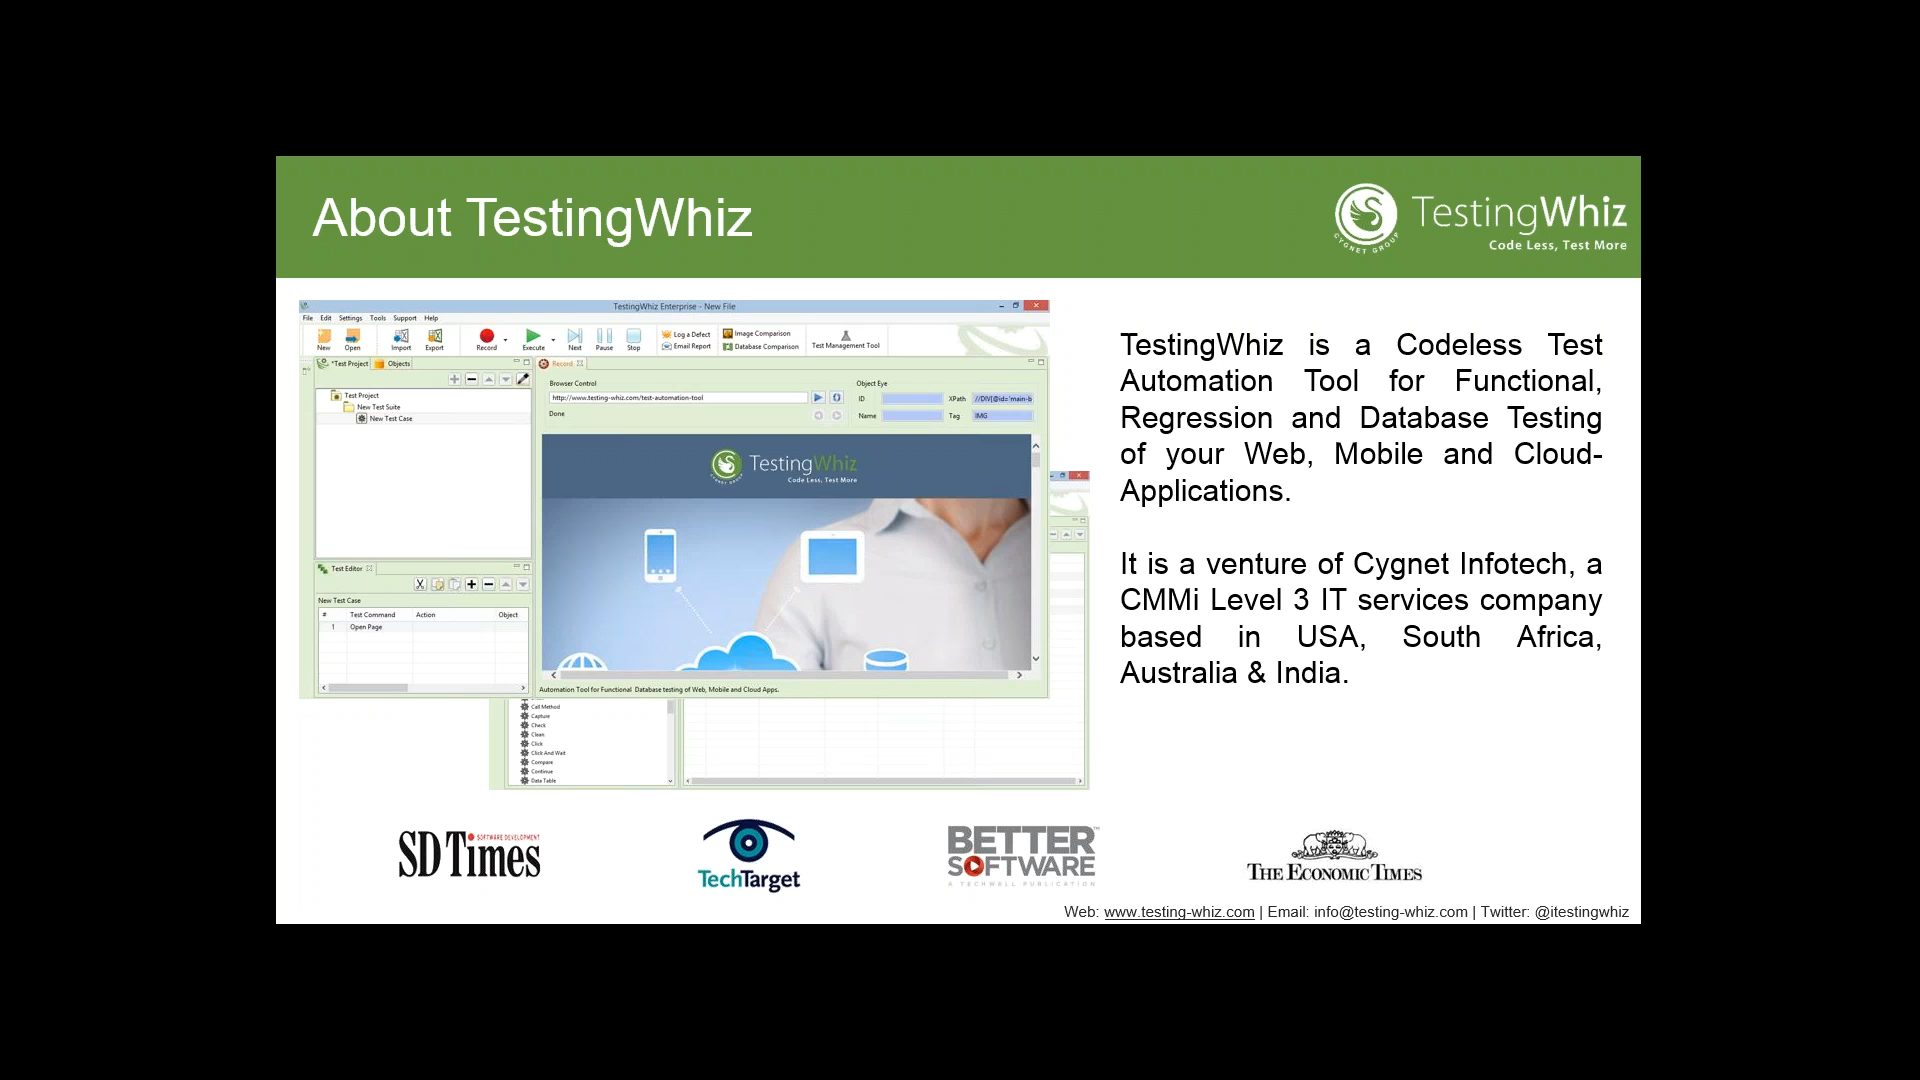 About TestingWhiz
CYGNET GROUP
TestingWhiz
Code Less, Test More
TestingWhiz Enterprise - New File
File Edit Settings Tools Support Help
New Open Import Export Record Execute Next Pause Stop
Log a Defect
Email Report
Image Comparison
Database Comparison
Test Management Tool
*Test Project Objects
Test Project
New Test Suite
New Test Case
Record
Browser Control
http://www.testing-whiz.com/test-automation-tool
Done
Object Eye
ID XPath //DIV[@id='main-b
Name Tag IMG
TestingWhiz
Code Less, Test More
Test Editor
New Test Case
# Test Command Action Object
1 Open Page
Automation Tool for Functional Database testing of Web, Mobile and Cloud Apps.
Call Method
Capture
Check
Clean
Click
Click And Wait
Compare
Continue
Data Table
TestingWhiz is a Codeless Test
Automation Tool for Functional,
Regression and Database Testing
of your Web, Mobile and Cloud-
Applications.
It is a venture of Cygnet Infotech, a
CMMi Level 3 IT services company
based in USA, South Africa,
Australia & India.
SOFTWARE DEVELOPMENT
SD Times
TechTarget
BETTER
SOFTWARE
A TECHWELL PUBLICATION
THE ECONOMIC TIMES
Web: www.testing-whiz.com | Email: info@testing-whiz.com | Twitter: @itestingwhiz